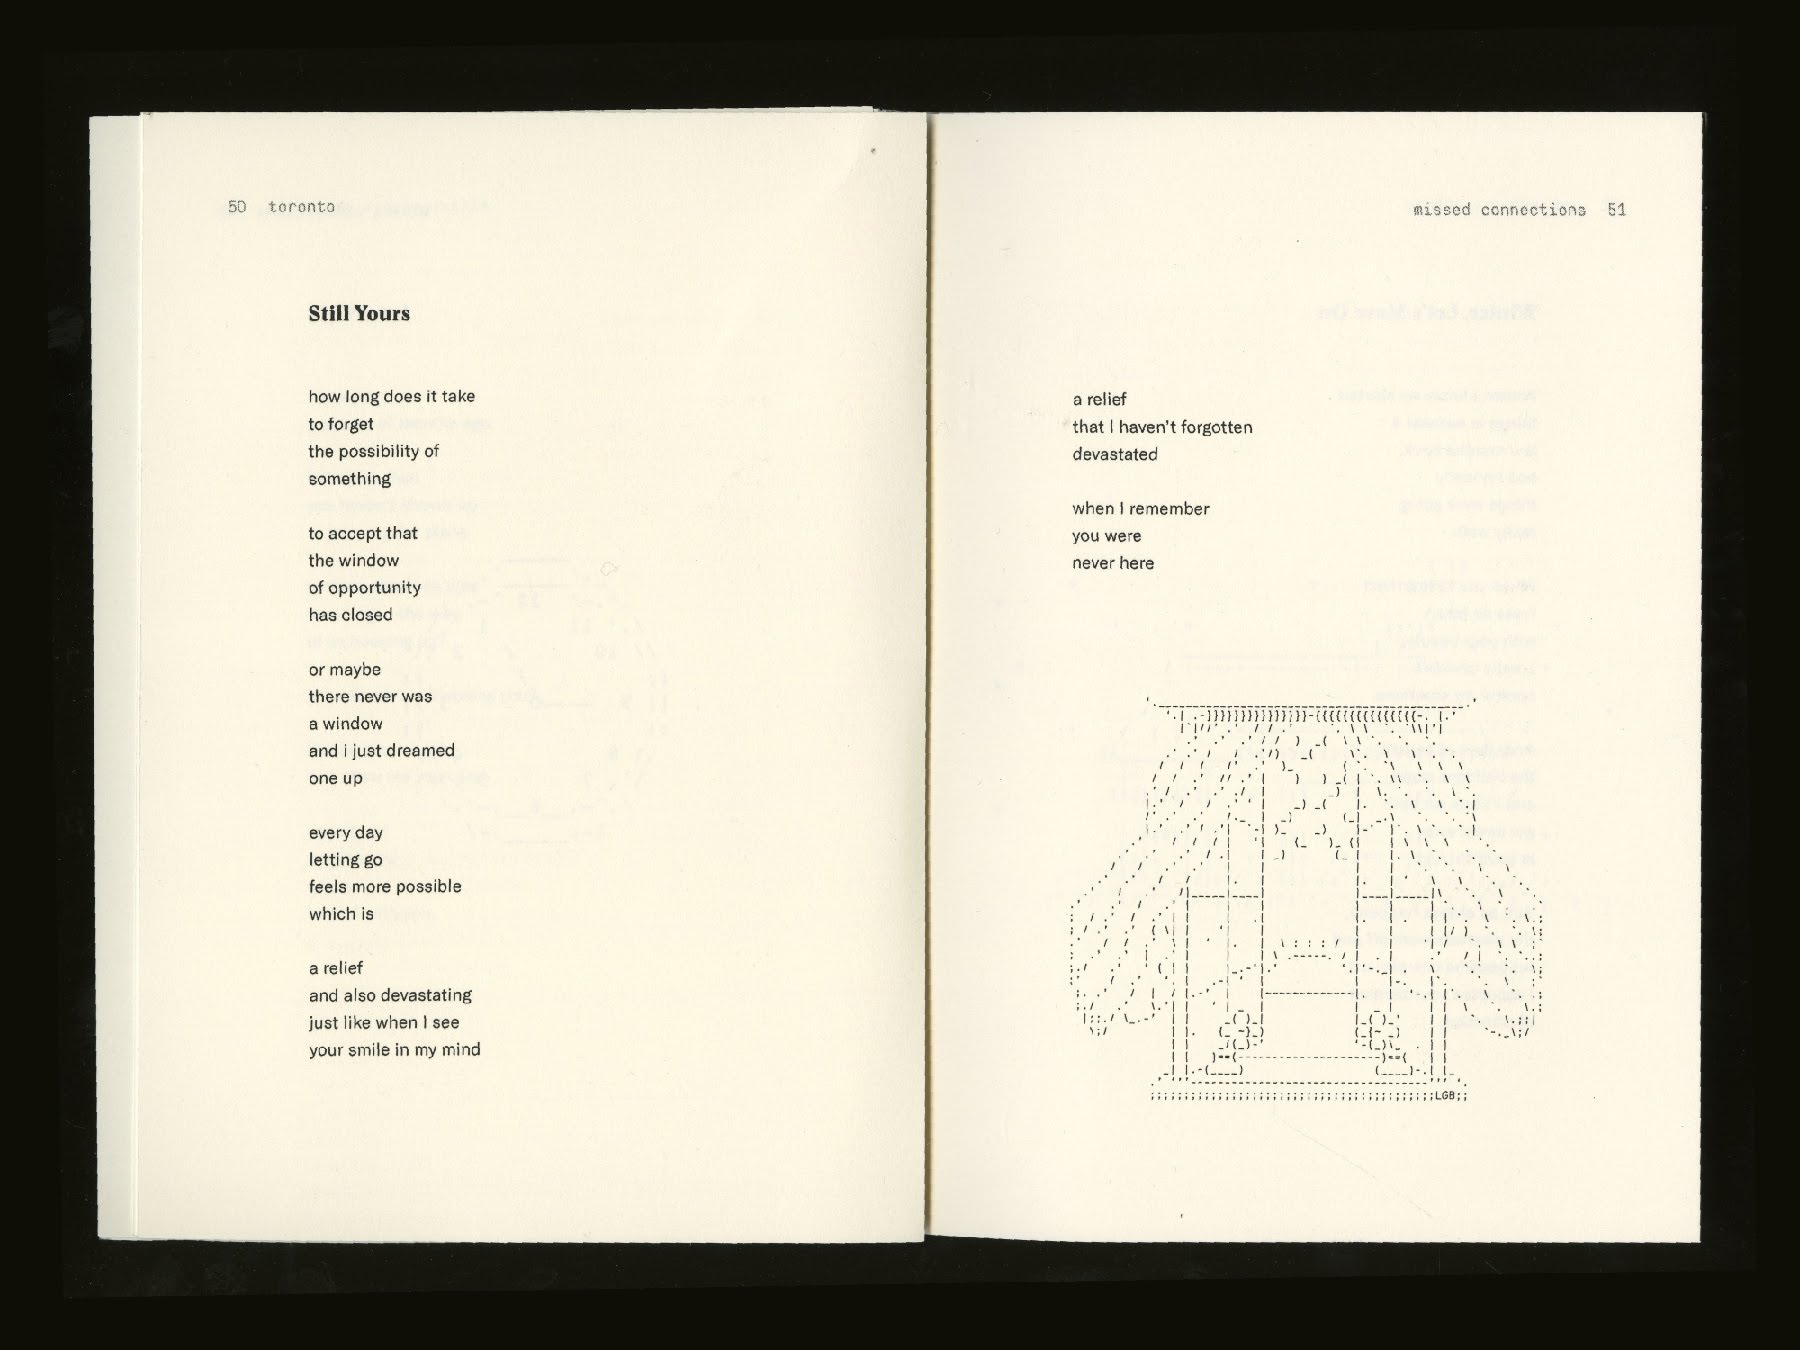 50 toronto
Still Yours
how long does it take
to forget
the possibility of
something
to accept that
the window
of opportunity
has closed
or maybe
there never was
a window
and i just dreamed
one up
every day
letting go
feels more possible
which is
a relief
and also devastating
just like when I see
your smile in my mind
missed connections 51
a relief
that I haven't forgotten
devastated
when I remember
you were
never here
LGB